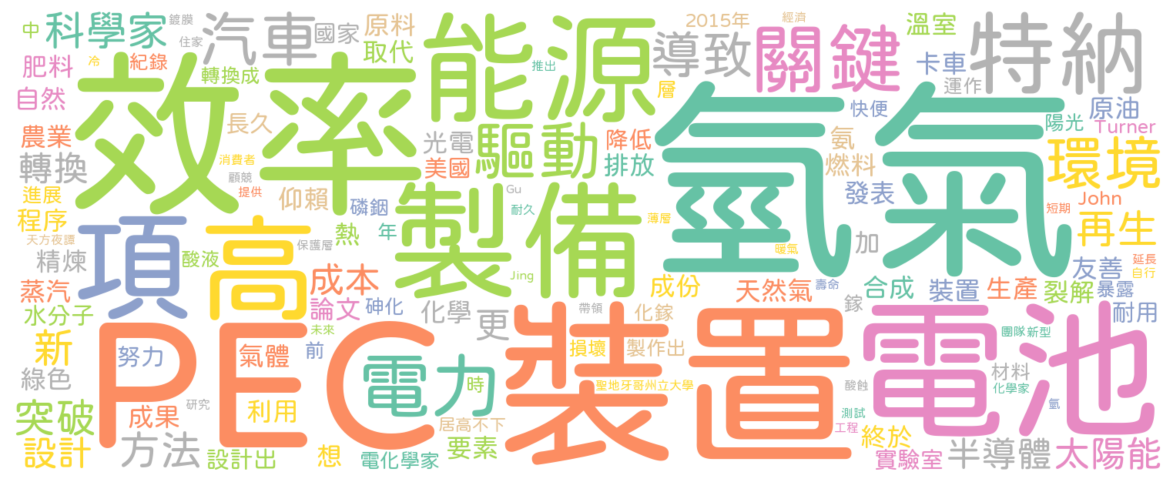 中
科學家
鍍膜
住家
汽車
國家
原料
取代
能源
推出
2015年
經濟
導致
關鍵
溫室
卡車
運作
特納
肥料
冷
紀錄
轉換成
自然
效率
層
快便
原油
陽光
Turner
農業
長久
消費者
顧兢
提供
光電
美國
驅動
降低
排放
氫氣
氨
燃料
環境
轉換
進展
程序
仰賴
磷銦
年
Gu
耐久
製備
薄層
暖氣
發表
加
John
短期
再生
天方夜譚
精煉
酸液
項
高
熱
保護層
Jing
成份
壽命
友善
延長
自行
蒸汽
水分子
成本
論文
砷化
化學
更
帶領
化鎵
天然氣
鎵
合成
裝置
生產
裂解
暴露
耐用
新
努力
PEC
氣體
未來
前
電力
時
裝置
損壞
製作出
聖地牙哥州立大學
電池
團隊
新型
材料
化學家
氫
綠色
突破
成果
研究
利用
居高不下
酸蝕
測試
工程
設計
方法
設計出
想
電化學家
要素
終於
實驗室
半導體
太陽能